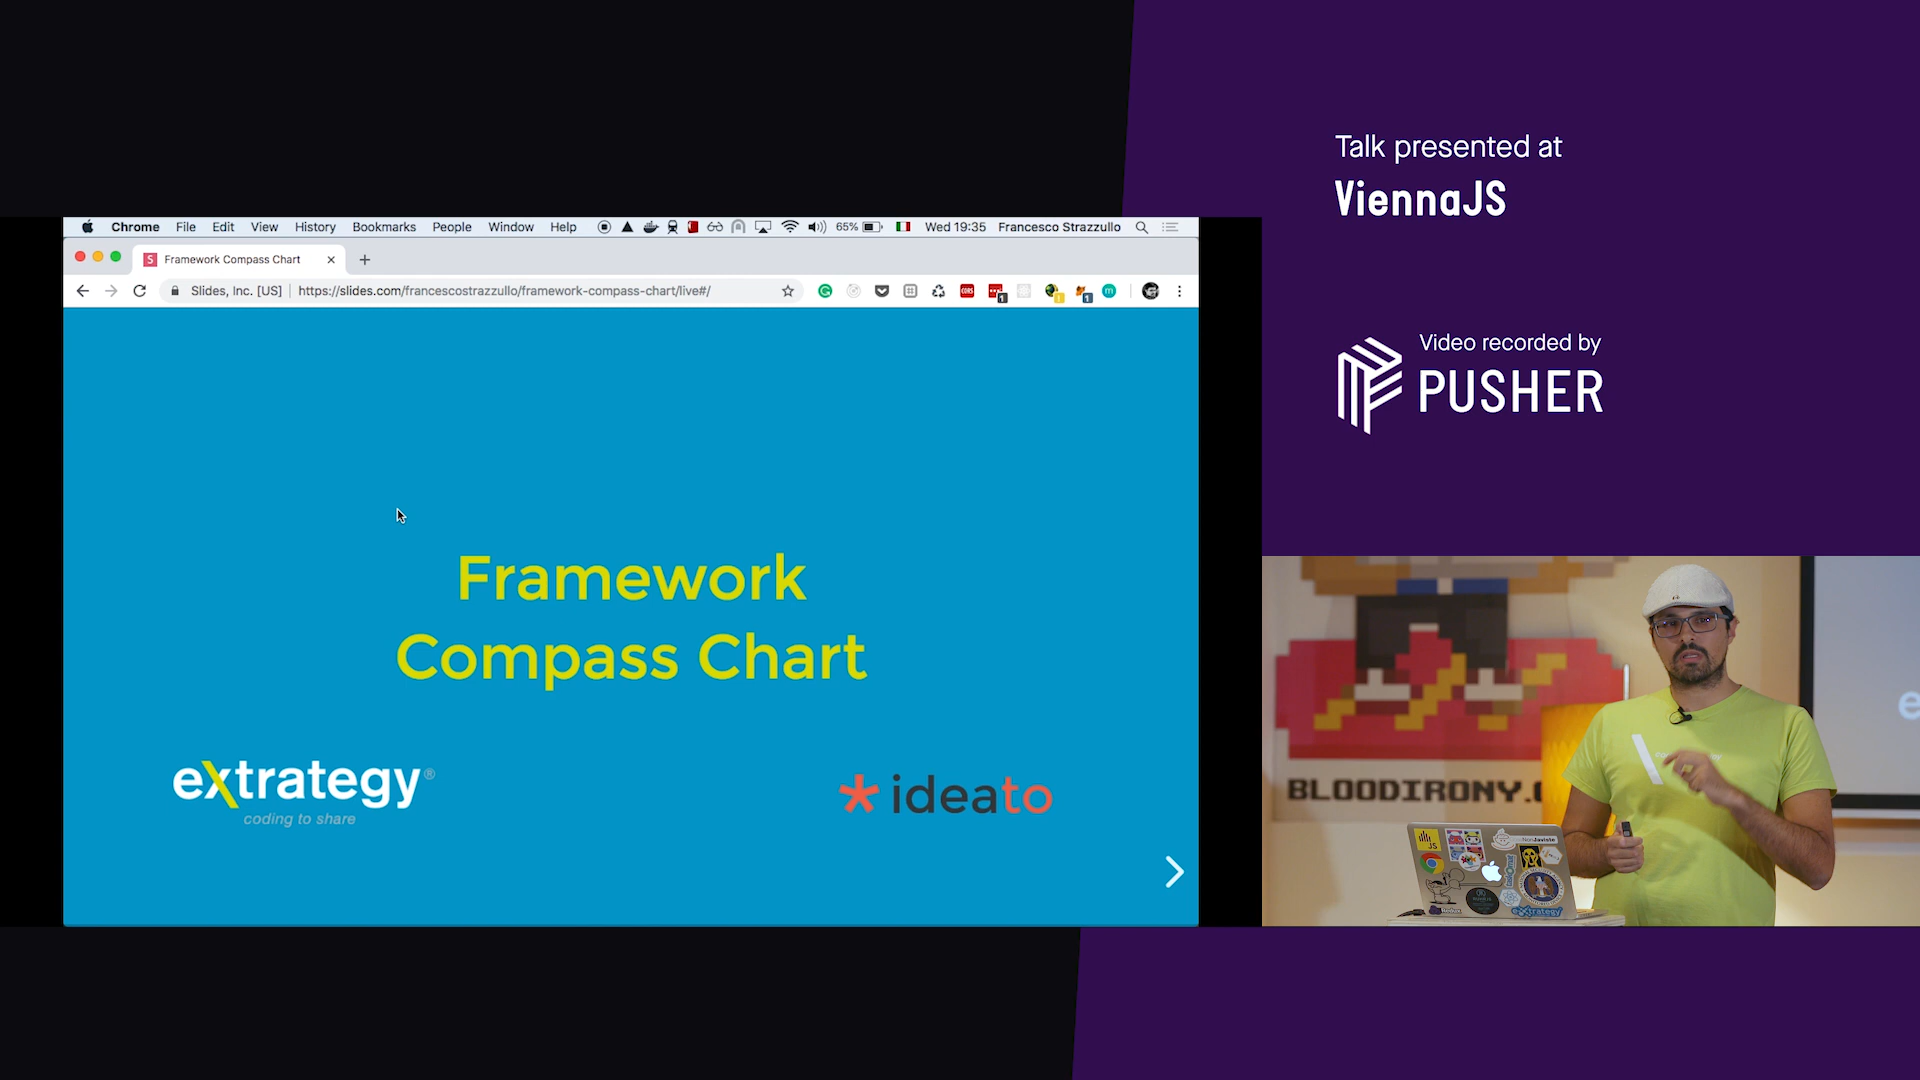 Talk presented at
ViennaJS
Video recorded by
PUSHER
Chrome File Edit View History Bookmarks People Window Help 65% Wed 19:35 Francesco Strazzullo
Framework Compass Chart
Slides, Inc. [US] https://slides.com/francescostrazzullo/framework-compass-chart/live#/
Framework
Compass Chart
extrategy®
coding to share
ideato
BLOODIRONY.
JS
extrategy